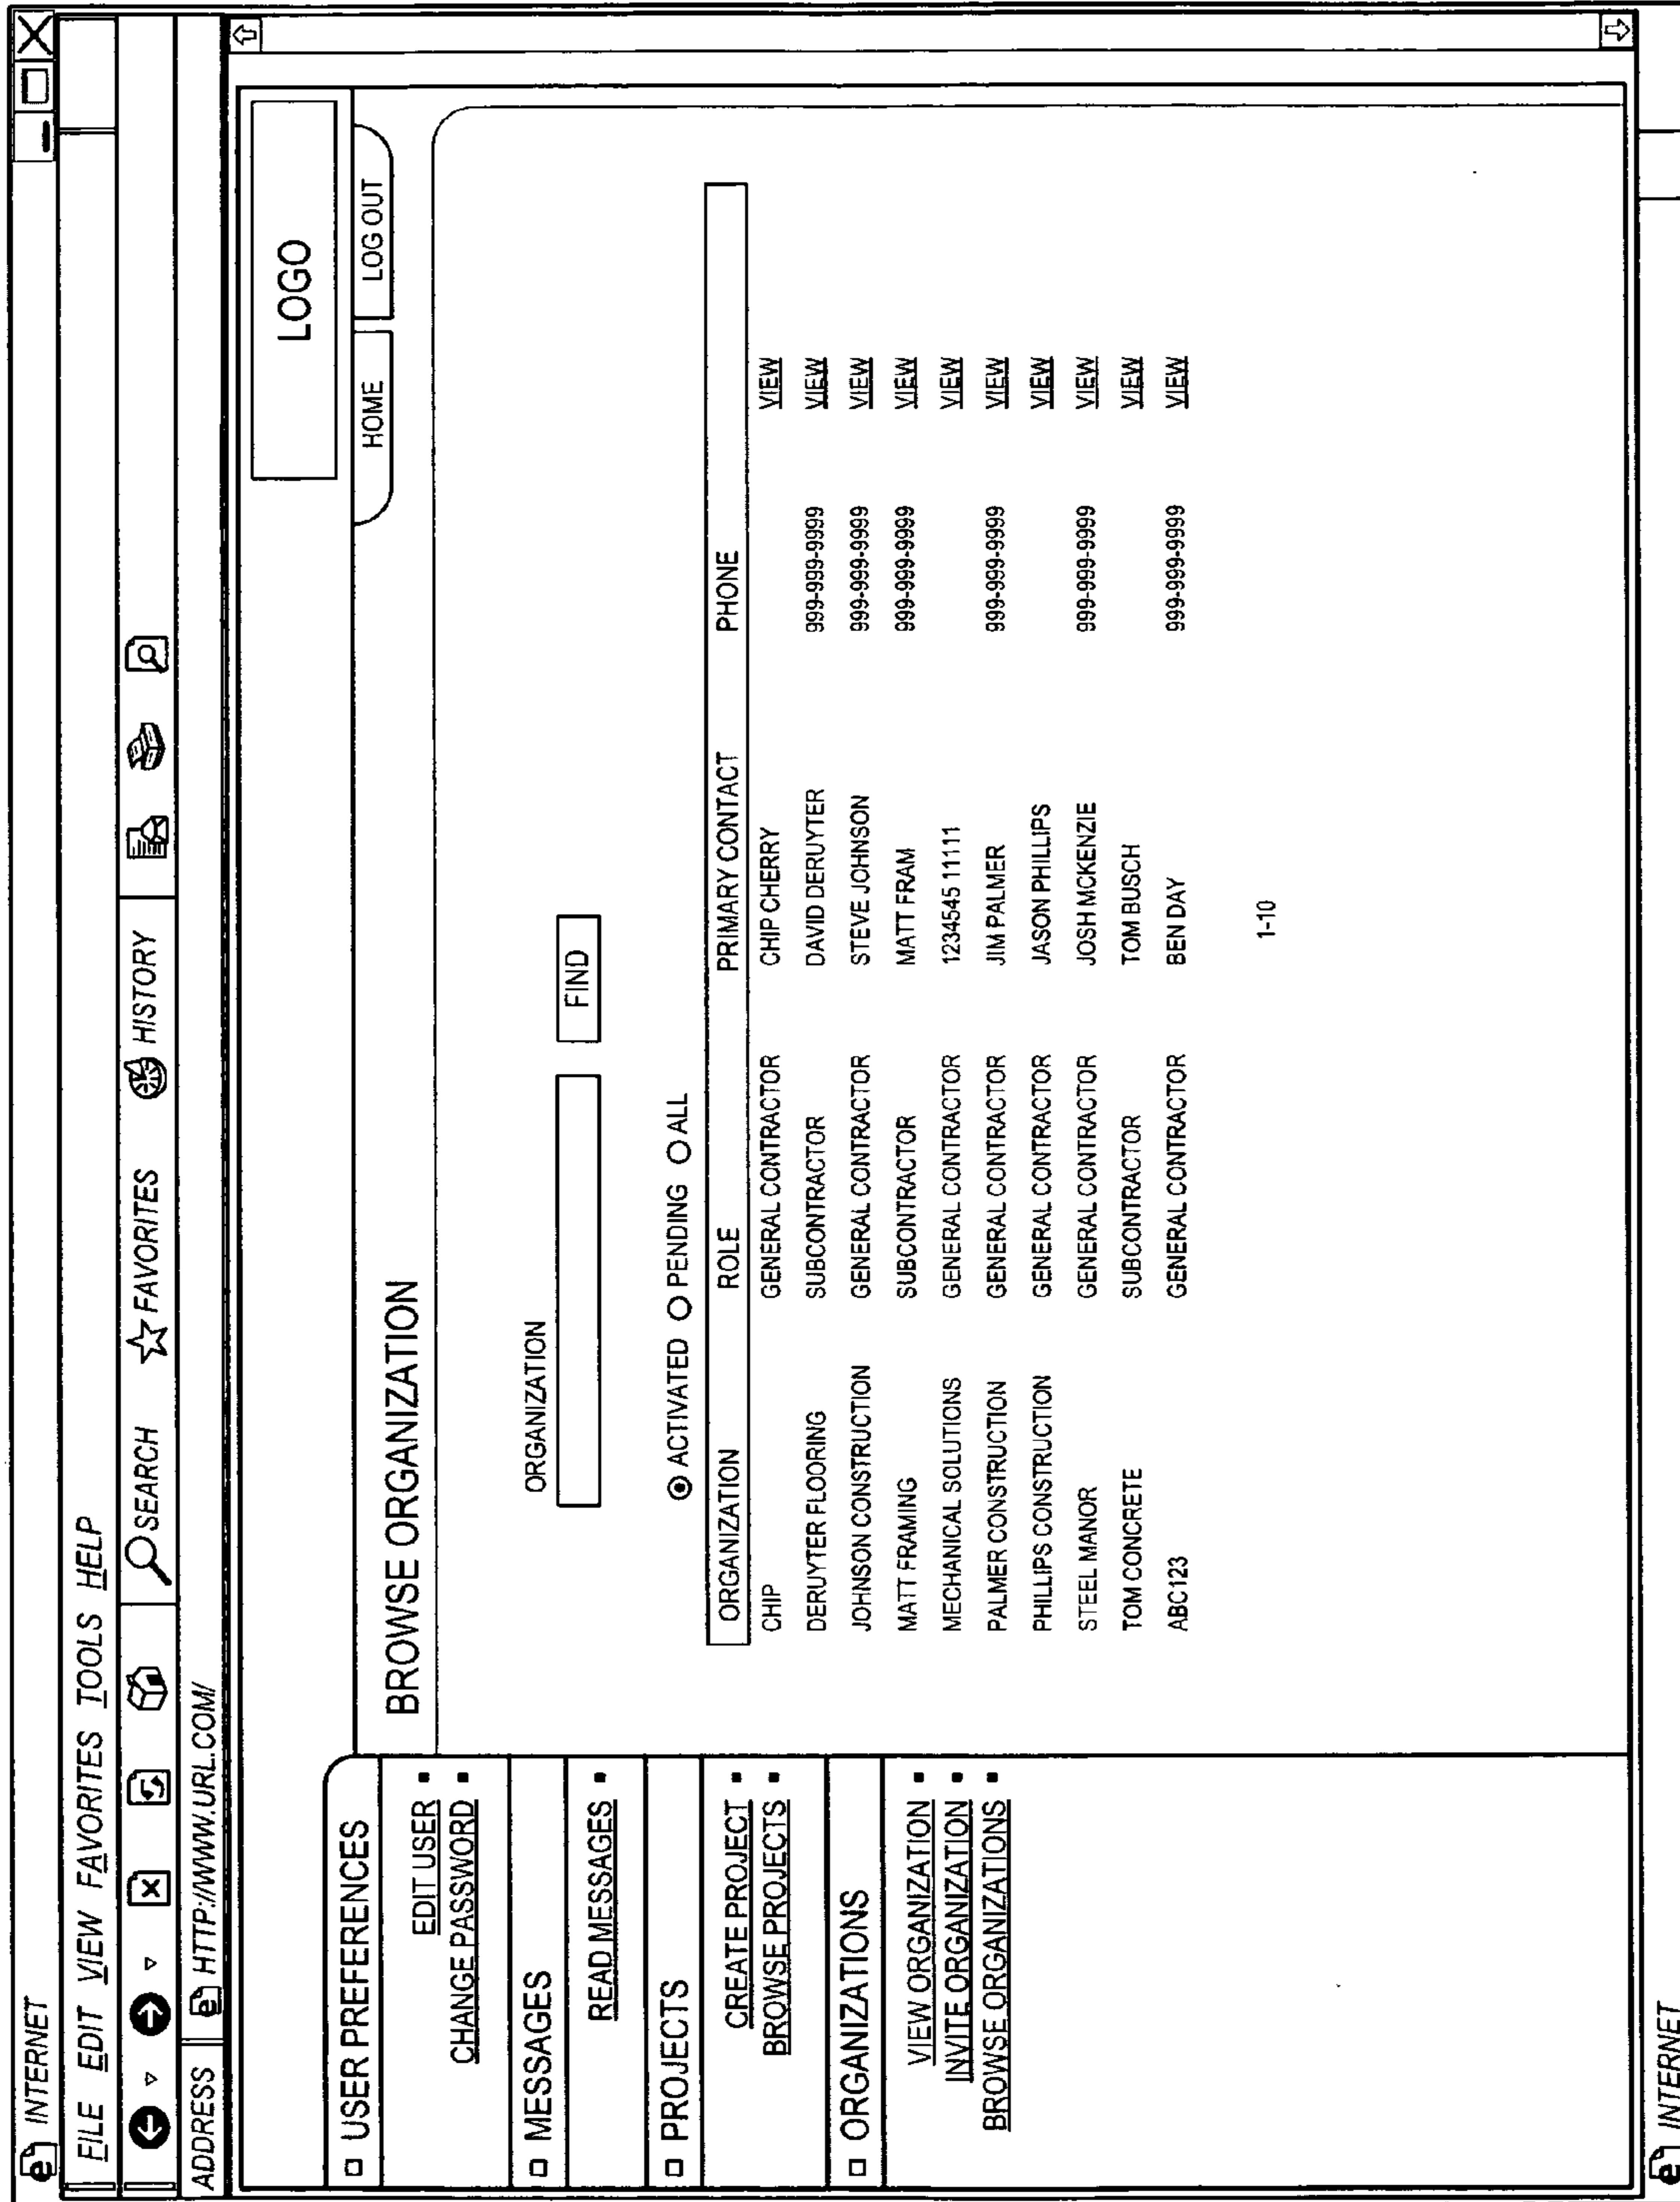 INTERNET
FILE EDIT VIEW FAVORITES TOOLS HELP
SEARCH FAVORITES HISTORY
ADDRESS HTTP://WWW.URL.COM/
LOGO
HOME LOG OUT
USER PREFERENCES
EDIT USER
CHANGE PASSWORD
MESSAGES
READ MESSAGES
PROJECTS
CREATE PROJECT
BROWSE PROJECTS
ORGANIZATIONS
VIEW ORGANIZATION
INVITE ORGANIZATION
BROWSE ORGANIZATIONS
BROWSE ORGANIZATION
ORGANIZATION
FIND
ACTIVATED PENDING ALL
ORGANIZATION ROLE PRIMARY CONTACT PHONE
CHIP GENERAL CONTRACTOR CHIP CHERRY VIEW
DERUYTER FLOORING SUBCONTRACTOR DAVID DERUYTER 999-999-9999 VIEW
JOHNSON CONSTRUCTION GENERAL CONTRACTOR STEVE JOHNSON 999-999-9999 VIEW
MATT FRAMING SUBCONTRACTOR MATT FRAM 999-999-9999 VIEW
MECHANICAL SOLUTIONS GENERAL CONTRACTOR 1234545 11111 VIEW
PALMER CONSTRUCTION GENERAL CONTRACTOR JIM PALMER 999-999-9999 VIEW
PHILLIPS CONSTRUCTION GENERAL CONTRACTOR JASON PHILLIPS VIEW
STEEL MANOR GENERAL CONTRACTOR JOSH MCKENZIE 999-999-9999 VIEW
TOM CONCRETE SUBCONTRACTOR TOM BUSCH VIEW
ABC123 GENERAL CONTRACTOR BEN DAY 999-999-9999 VIEW
1-10
INTERNET